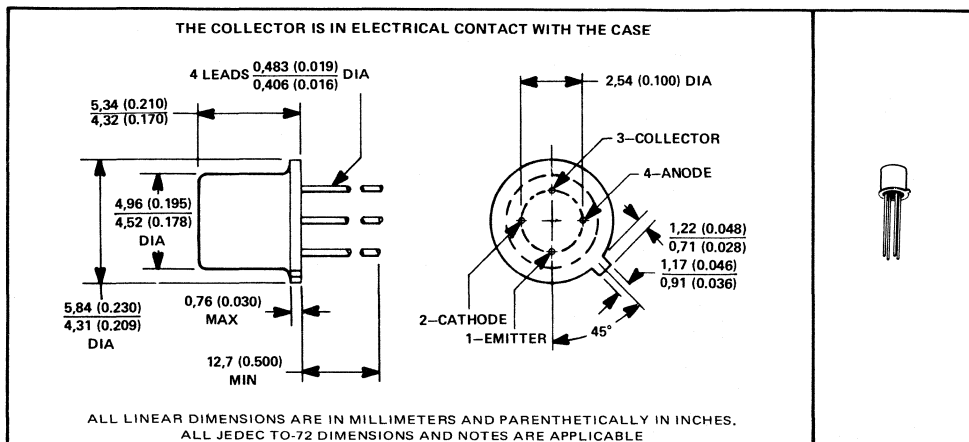 THE COLLECTOR IS IN ELECTRICAL CONTACT WITH THE CASE
4 LEADS 0,483 (0.019) DIA
0,406 (0.016)
2,54 (0.100) DIA
5,34 (0.210)
4,32 (0.170)
3–COLLECTOR
4–ANODE
4,96 (0.195)
4,52 (0.178)
DIA
1,22 (0.048)
0,71 (0.028)
1,17 (0.046)
0,91 (0.036)
5,84 (0.230)
4,31 (0.209)
DIA
0,76 (0.030)
MAX
2–CATHODE
1–EMITTER
45°
12,7 (0.500)
MIN
ALL LINEAR DIMENSIONS ARE IN MILLIMETERS AND PARENTHETICALLY IN INCHES.
ALL JEDEC TO-72 DIMENSIONS AND NOTES ARE APPLICABLE